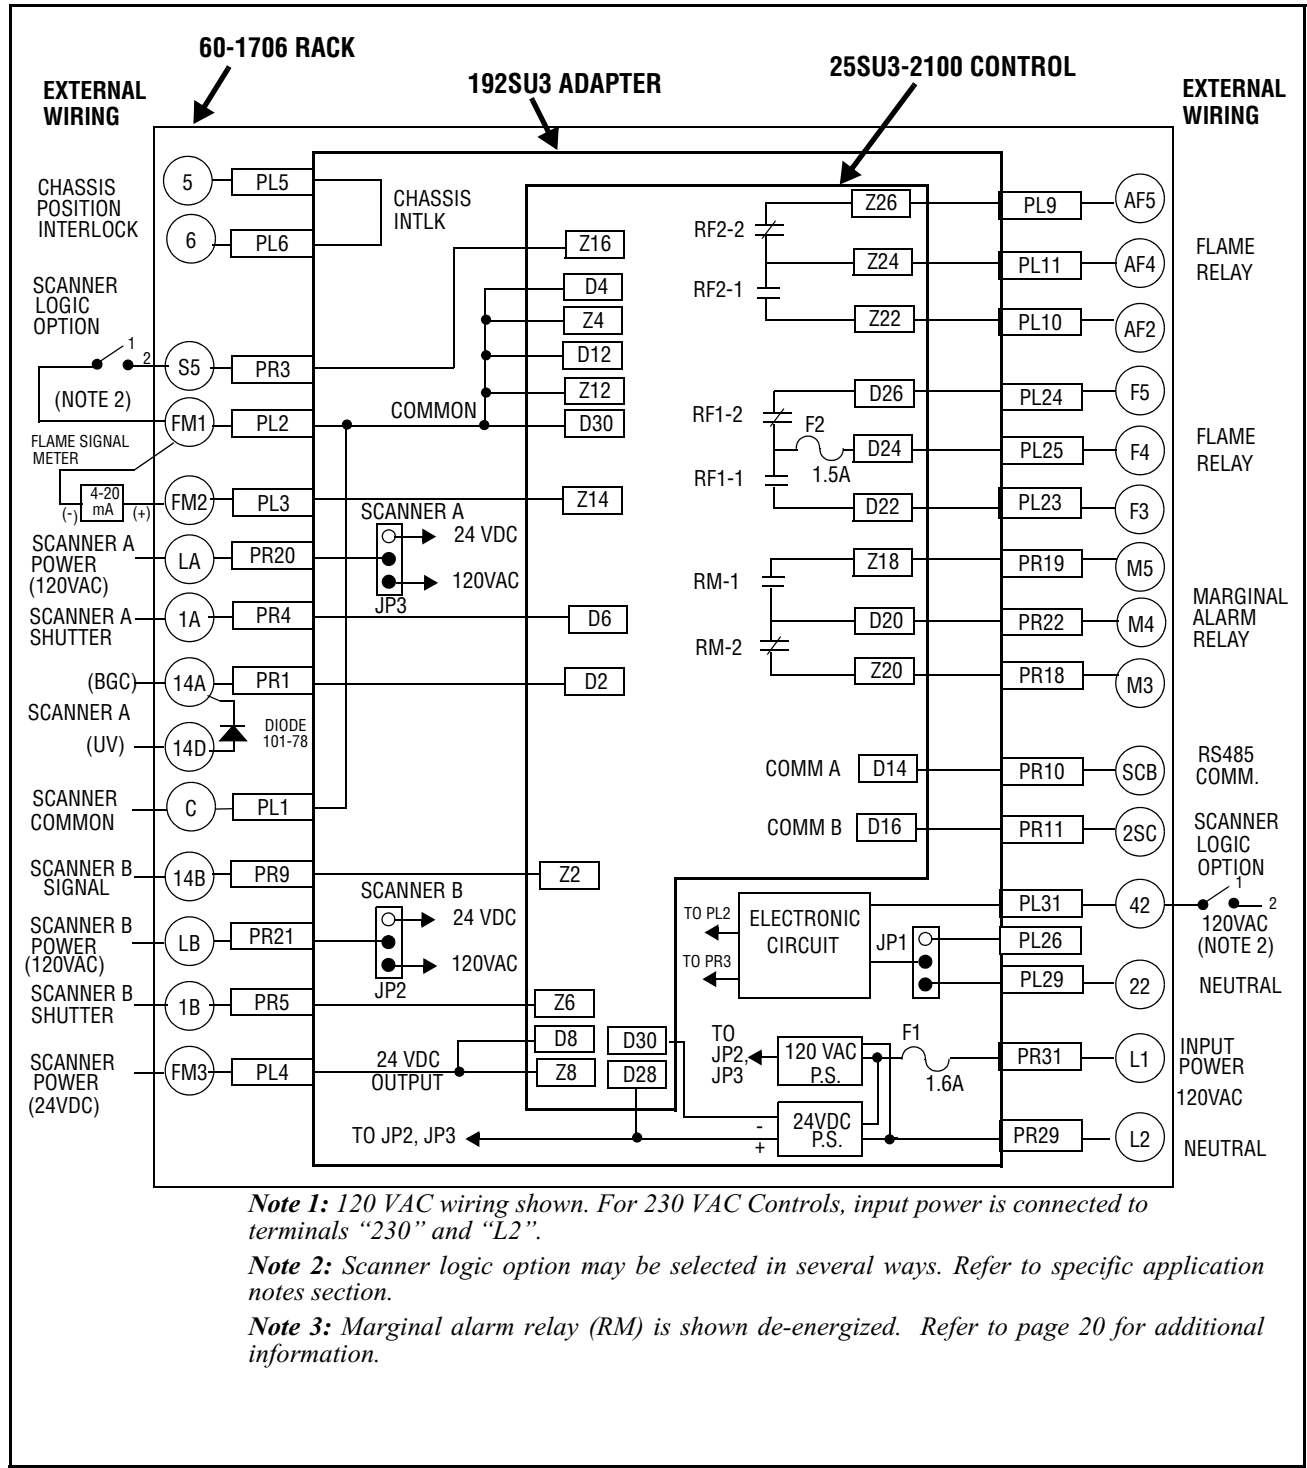 60-1706 RACK
192SU3 ADAPTER
25SU3-2100 CONTROL
EXTERNAL
WIRING
EXTERNAL
WIRING
CHASSIS
POSITION
INTERLOCK
5
PL5
6
PL6
CHASSIS
INTLK
SCANNER
LOGIC
OPTION
1
2
(NOTE 2)
S5
PR3
FM1
PL2
COMMON
FLAME SIGNAL
METER
4-20
mA
(-)
(+)
FM2
PL3
SCANNER A
24 VDC
120VAC
JP3
SCANNER A
POWER
(120VAC)
LA
PR20
SCANNER A
SHUTTER
1A
PR4
(BGC)
14A
PR1
SCANNER A
DIODE
101-78
(UV)
14D
SCANNER
COMMON
C
PL1
SCANNER B
SIGNAL
14B
PR9
SCANNER B
24 VDC
120VAC
JP2
SCANNER B
POWER
(120VAC)
LB
PR21
SCANNER B
SHUTTER
1B
PR5
SCANNER
POWER
(24VDC)
FM3
PL4
24 VDC
OUTPUT
TO JP2, JP3
Z16
D4
Z4
D12
Z12
D30
Z14
D6
D2
Z2
Z6
D8
Z8
D30
D28
RF2-2
RF2-1
Z26
Z24
Z22
PL9
PL11
PL10
AF5
AF4
AF2
FLAME
RELAY
RF1-2
F2
1.5A
RF1-1
D26
D24
D22
PL24
PL25
PL23
F5
F4
F3
FLAME
RELAY
RM-1
RM-2
Z18
D20
Z20
PR19
PR22
PR18
M5
M4
M3
MARGINAL
ALARM
RELAY
COMM A
D14
PR10
SCB
RS485
COMM.
COMM B
D16
PR11
2SC
SCANNER
LOGIC
OPTION
1
2
120VAC
(NOTE 2)
TO PL2
TO PR3
ELECTRONIC
CIRCUIT
JP1
PL31
42
PL26
PL29
22
NEUTRAL
TO
JP2,
JP3
120 VAC
P.S.
F1
1.6A
PR31
L1
INPUT
POWER
120VAC
-
+
24VDC
P.S.
PR29
L2
NEUTRAL
Note 1: 120 VAC wiring shown. For 230 VAC Controls, input power is connected to
terminals “230” and “L2”.
Note 2: Scanner logic option may be selected in several ways. Refer to specific application
notes section.
Note 3: Marginal alarm relay (RM) is shown de-energized. Refer to page 20 for additional
information.